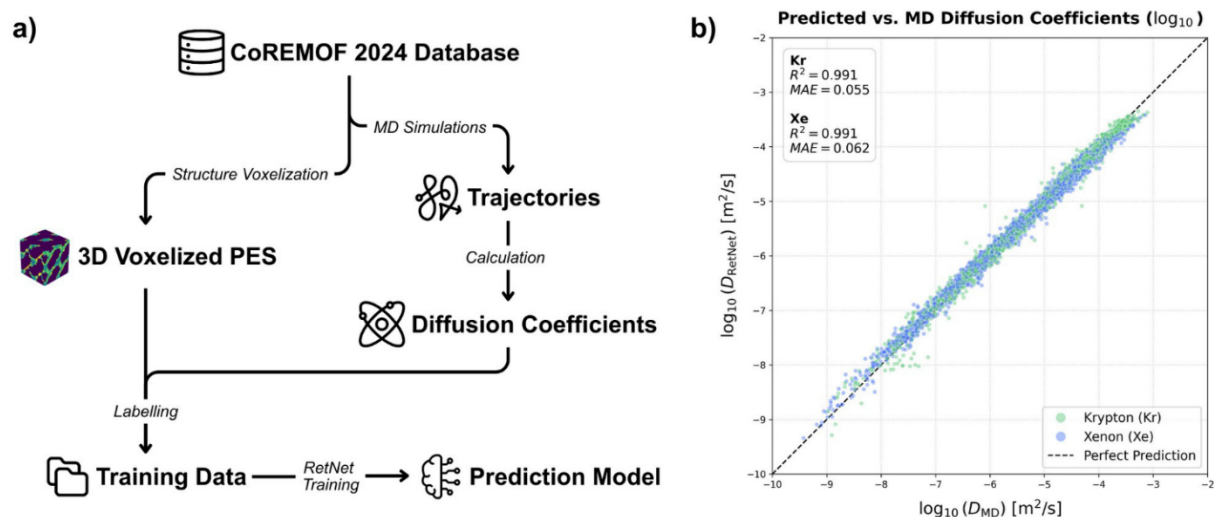 a)
CoREMOF 2024 Database
MD Simulations
Structure Voxelization
Trajectories
3D Voxelized PES
Calculation
Diffusion Coefficients
Labelling
Training Data
RetNet
Training
Prediction Model
b)
Predicted vs. MD Diffusion Coefficients (log₁₀)
Kr
R² = 0.991
MAE = 0.055
Xe
R² = 0.991
MAE = 0.062
log₁₀(D_RetNet) [m²/s]
-2
-3
-4
-5
-6
-7
-8
-9
-10
Krypton (Kr)
Xenon (Xe)
Perfect Prediction
-10 -9 -8 -7 -6 -5 -4 -3 -2
log₁₀(D_MD) [m²/s]